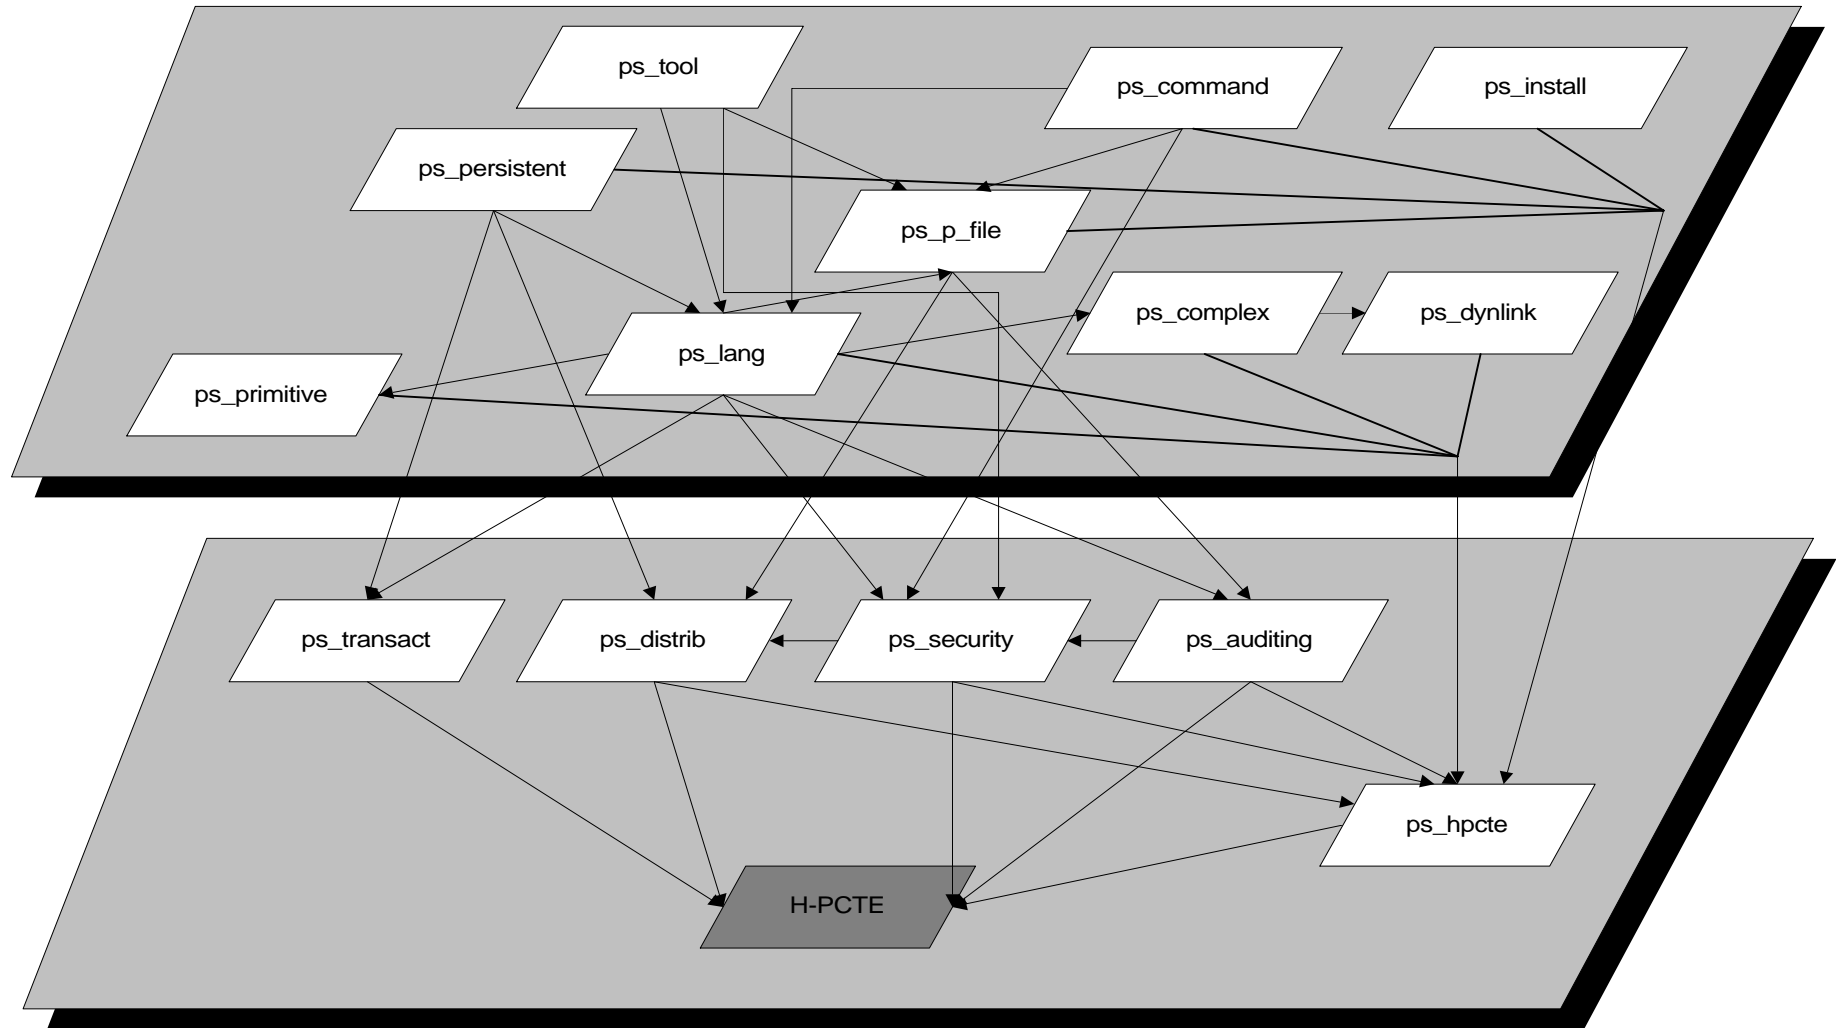 ps_tool
ps_command
ps_install
ps_persistent
ps_p_file
ps_complex
ps_dynlink
ps_lang
ps_primitive
ps_transact
ps_distrib
ps_security
ps_auditing
ps_hpcte
H-PCTE